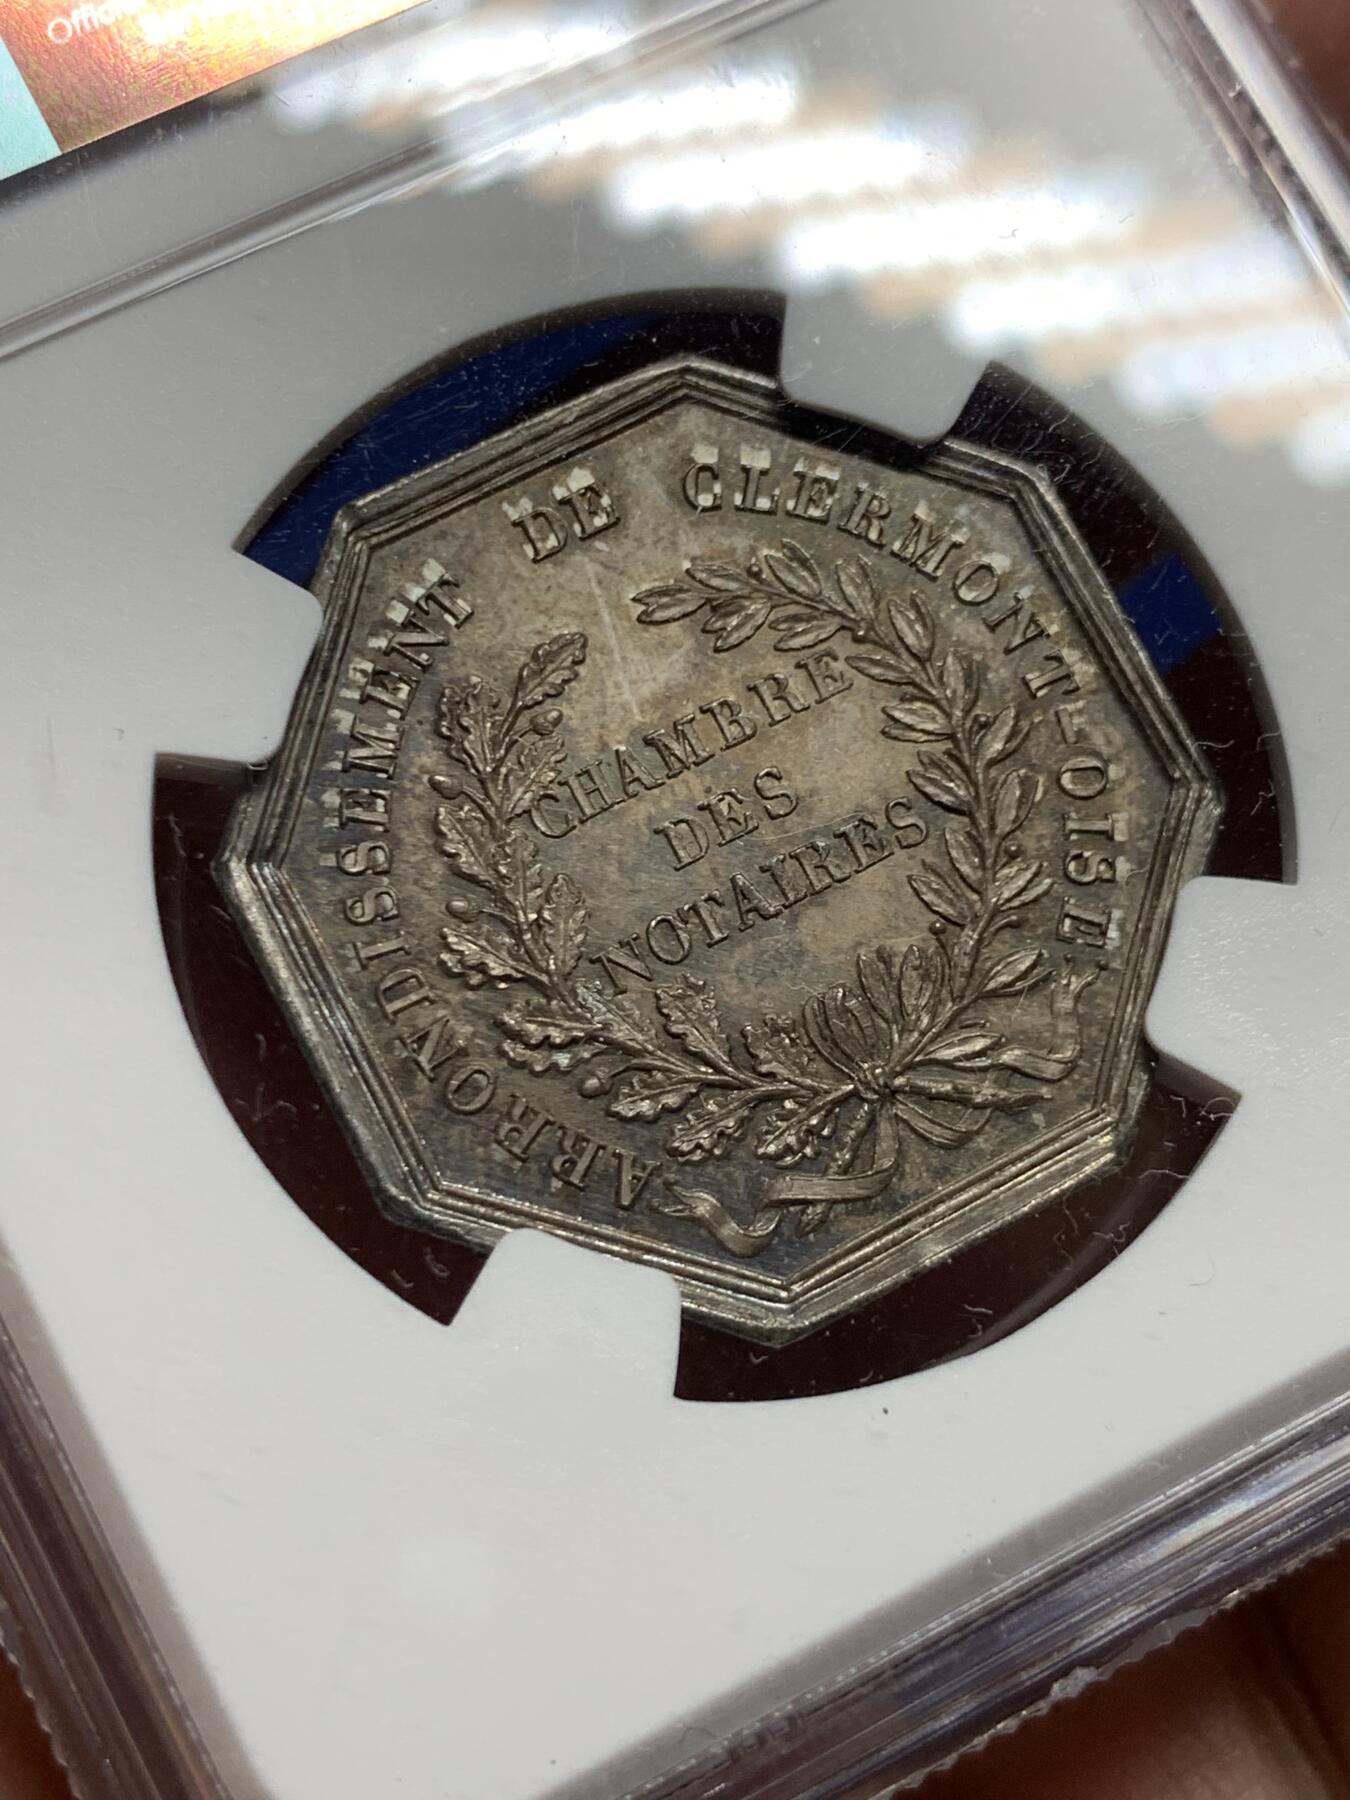 ARRONDISSEMENT DE CLERMONT-OISE
CHAMBRE
DES
NOTAIRES